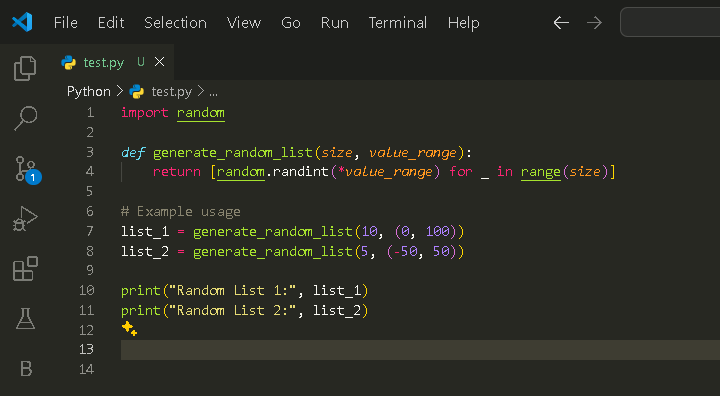 File Edit Selection View Go Run Terminal Help
test.py U
Python > test.py > ...
1 import random
2
3 def generate_random_list(size, value_range):
4 return [random.randint(*value_range) for _ in range(size)]
5
6 # Example usage
7 list_1 = generate_random_list(10, (0, 100))
8 list_2 = generate_random_list(5, (-50, 50))
9
10 print("Random List 1:", list_1)
11 print("Random List 2:", list_2)
12
13
14
1
B